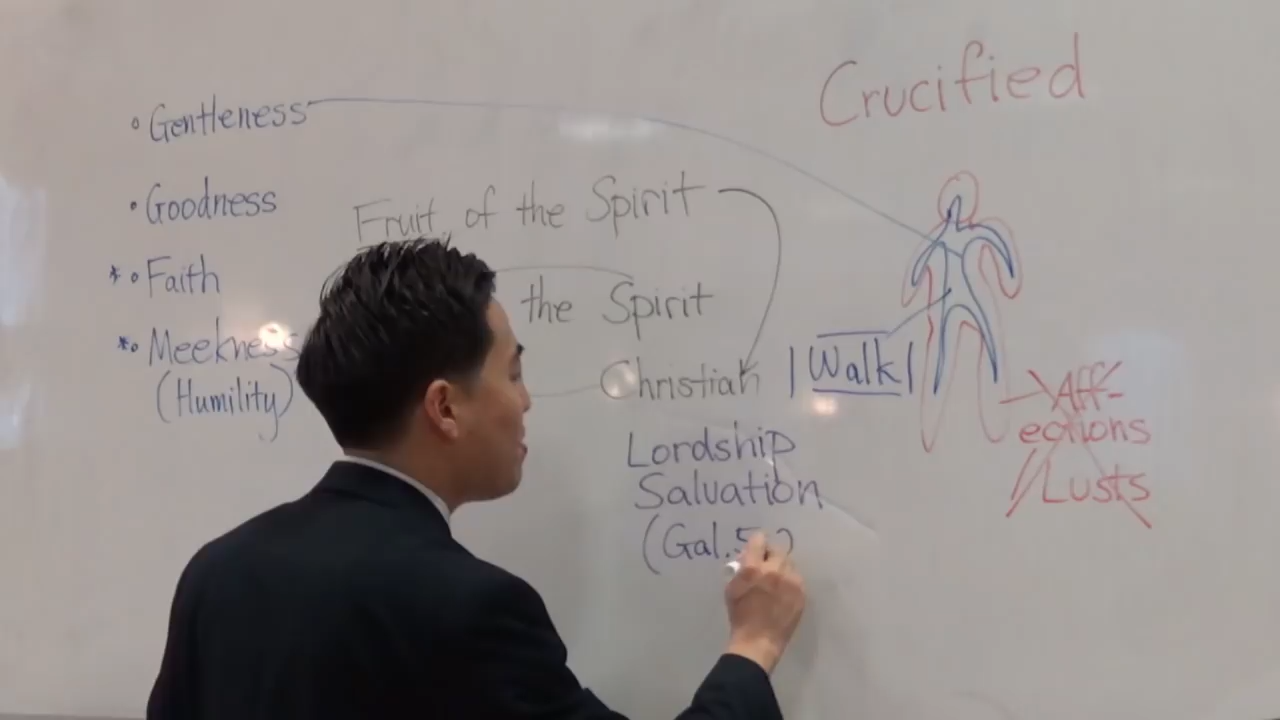 Crucified
Gentleness
Goodness
* Faith
* Meekness
(Humility)
Fruit of the Spirit
the Spirit
Christian
|Walk|
Lordship
Salvation
(Gal.5
Aff-
ections
Lusts